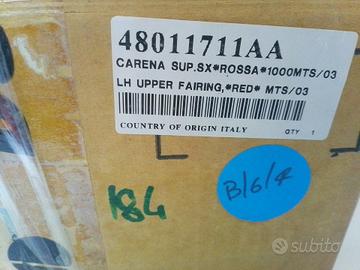 48011711AA
CARENA SUP.SX*ROSSA*1000MTS/03
LH UPPER FAIRING,*RED* MTS/03
COUNTRY OF ORIGIN ITALY
QTY 1
184
B/6/4
subito